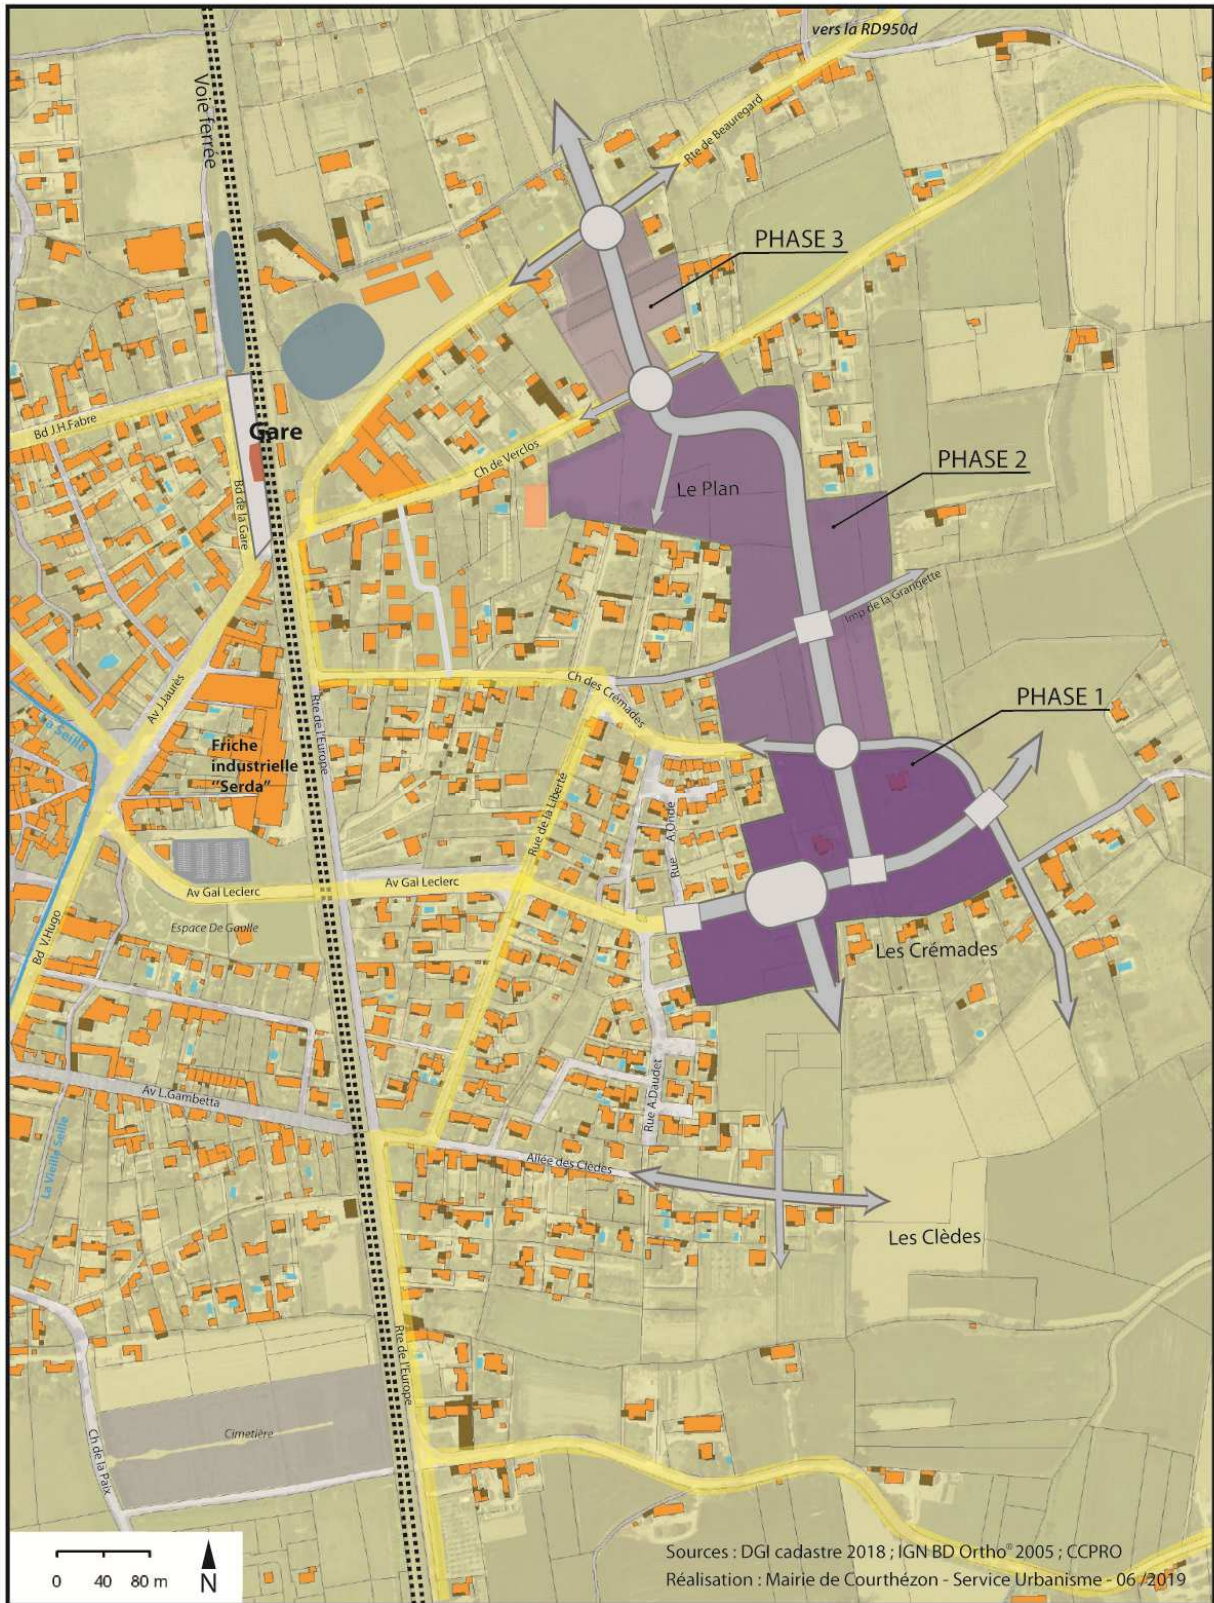 vers la RD950d
Voie ferrée
Rte de Beauregard
PHASE 3
Bd J.H.Fabre
Gare
Ch de Verclos
Bd de la Gare
PHASE 2
Le Plan
Imp de la Grangette
Ch des Crémades
PHASE 1
Av J.Jaurès
Rte de l'Europe
La Seille
Friche
industrielle
"Serda"
Rue de la Liberté
Rue A.Onde
Av Gal Leclerc
Av Gal Leclerc
Bd V.Hugo
Espace De Gaulle
Les Crémades
Av L.Gambetta
Rue A.Daudet
La Vieille Seille
Allée des Clèdes
Les Clèdes
Rte de l'Europe
Cimetière
Ch de la Paix
0 40 80 m
N
Sources : DGI cadastre 2018 ; IGN BD Ortho® 2005 ; CCPRO
Réalisation : Mairie de Courthézon - Service Urbanisme - 06 /2019